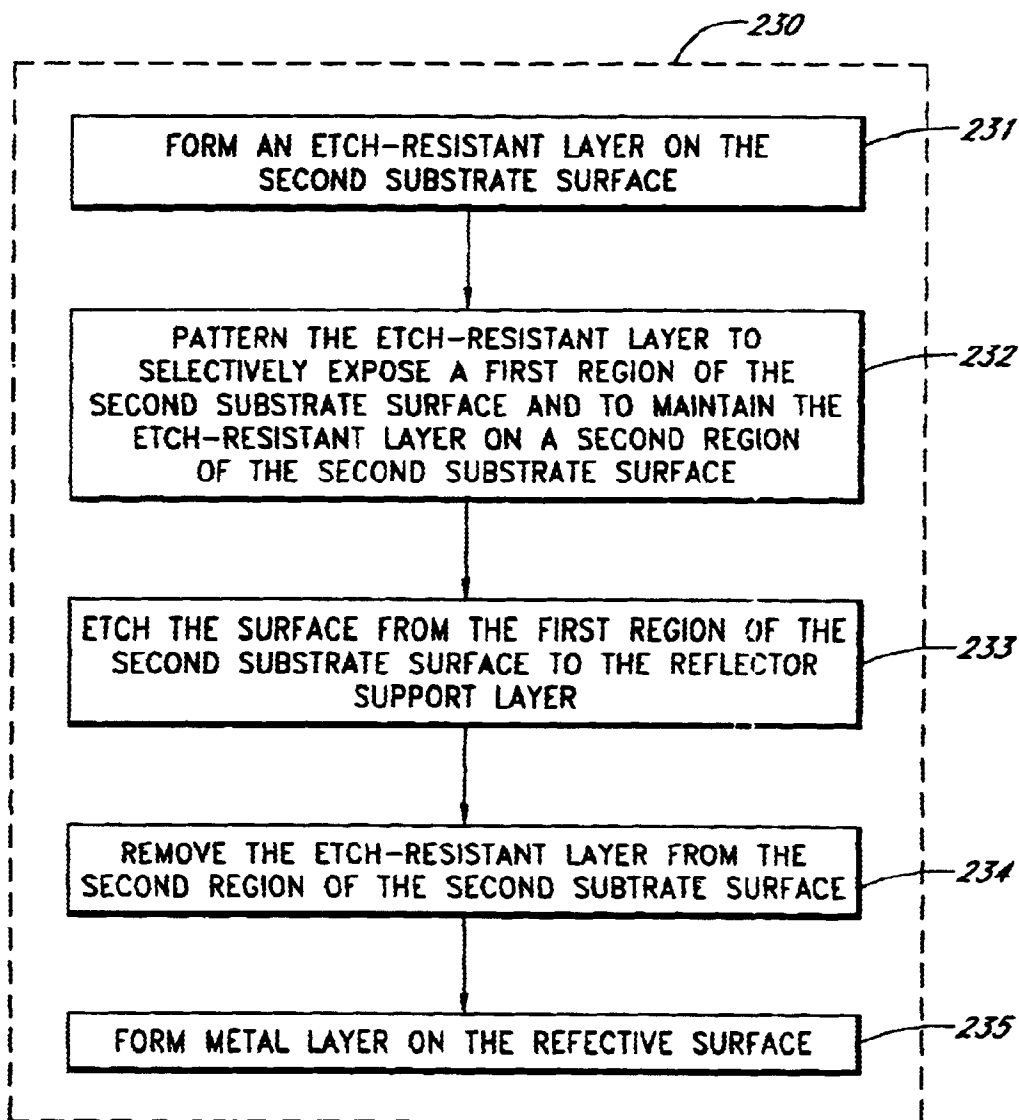 230
FORM AN ETCH-RESISTANT LAYER ON THE
SECOND SUBSTRATE SURFACE
231
PATTERN THE ETCH-RESISTANT LAYER TO
SELECTIVELY EXPOSE A FIRST REGION OF THE
SECOND SUBSTRATE SURFACE AND TO MAINTAIN THE
ETCH-RESISTANT LAYER ON A SECOND REGION
OF THE SECOND SUBSTRATE SURFACE
232
ETCH THE SURFACE FROM THE FIRST REGION OF THE
SECOND SUBSTRATE SURFACE TO THE REFLECTOR
SUPPORT LAYER
233
REMOVE THE ETCH-RESISTANT LAYER FROM THE
SECOND REGION OF THE SECOND SUBTRATE SURFACE
234
FORM METAL LAYER ON THE REFECTIVE SURFACE
235